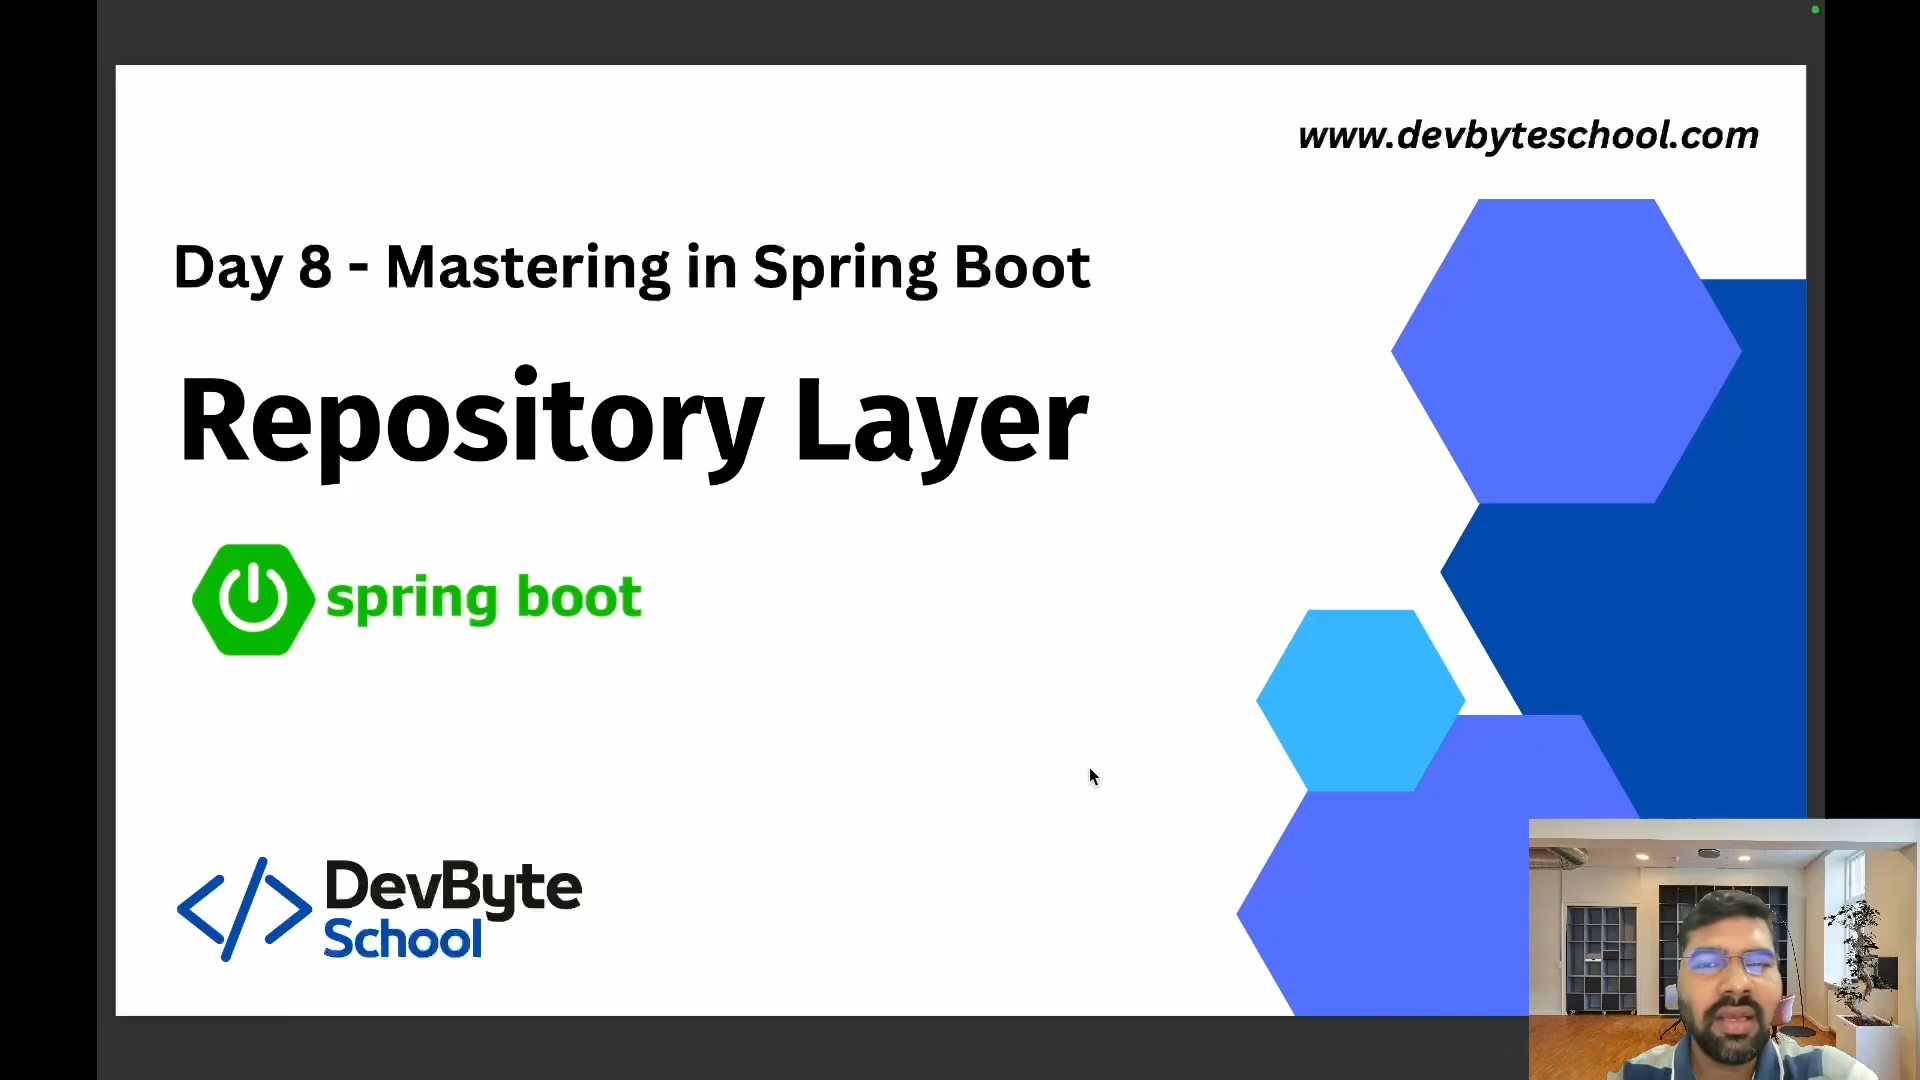 www.devbyteschool.com
Day 8 - Mastering in Spring Boot
Repository Layer
spring boot
DevByte
School